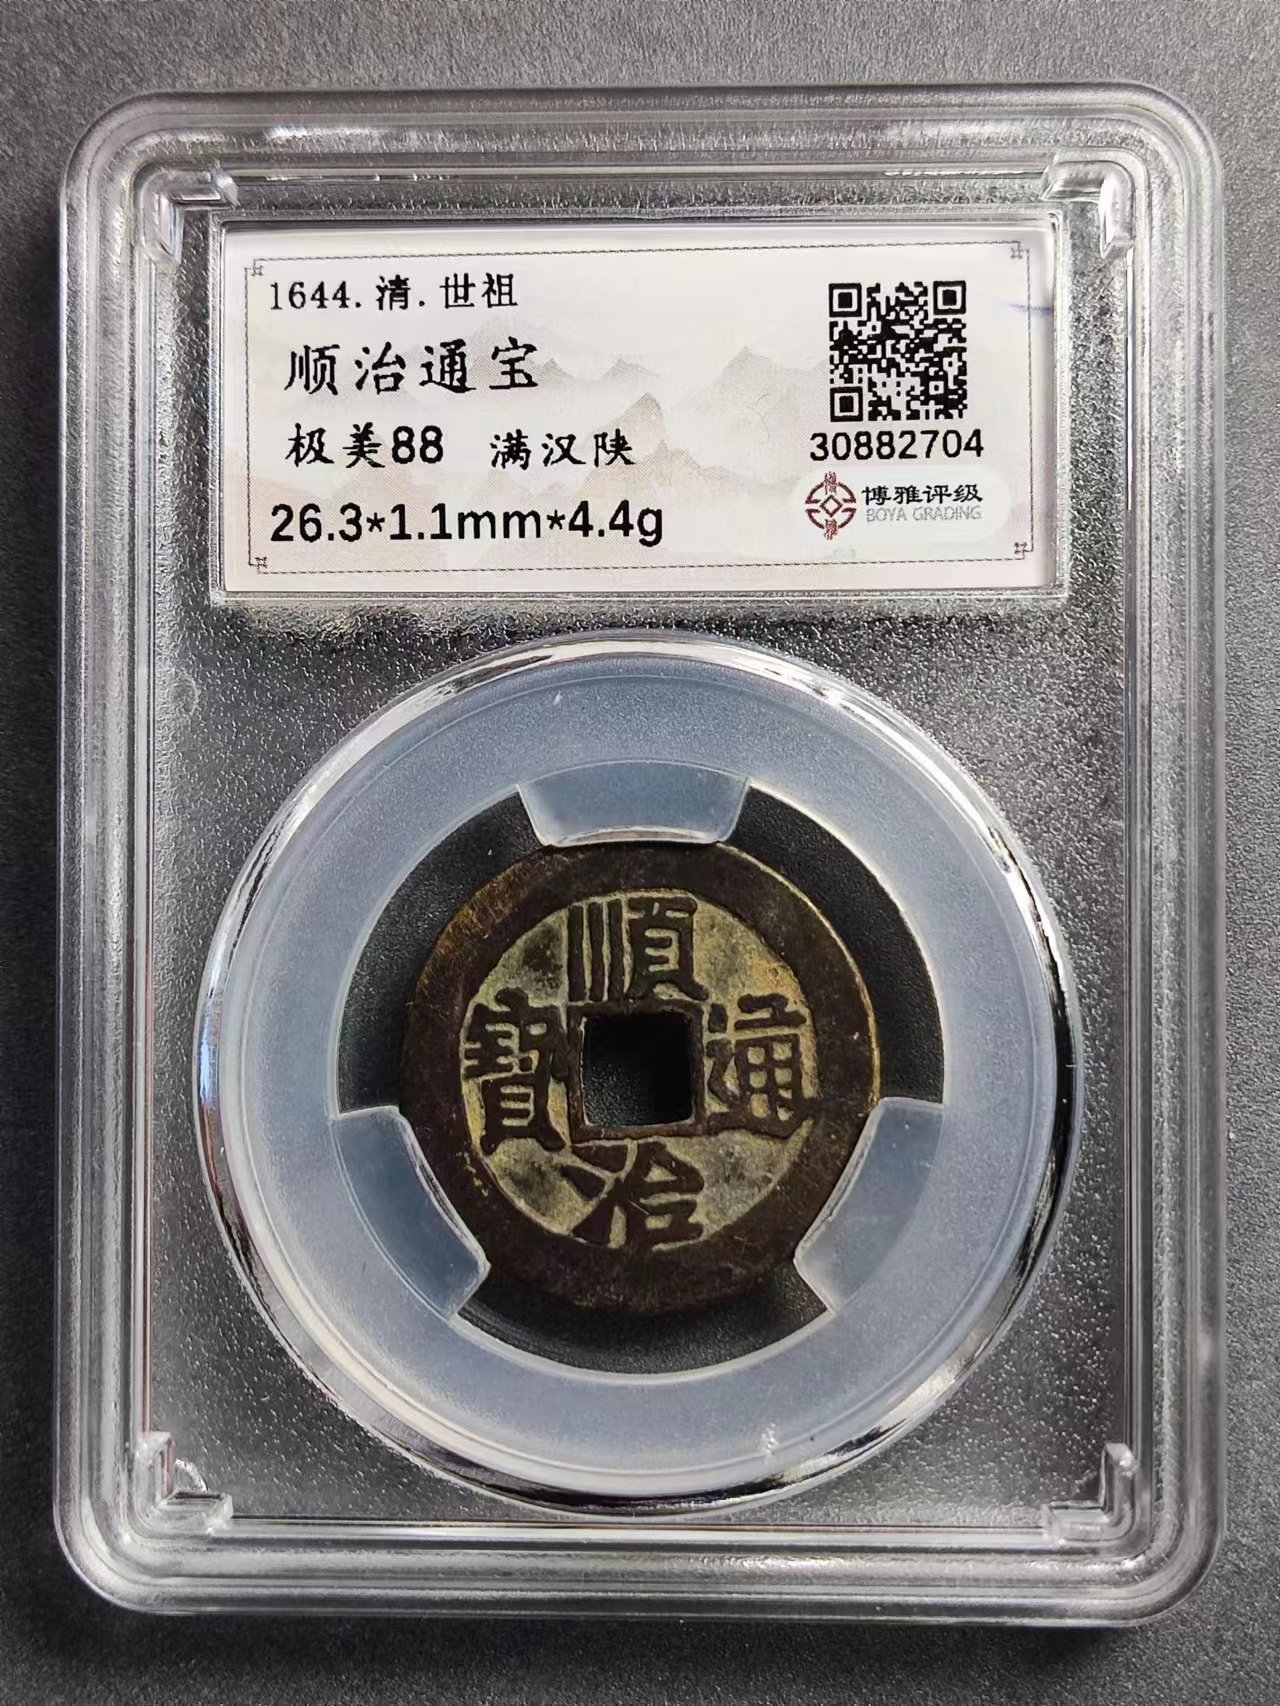 1644.清.世祖
顺治通宝
极美88 满汉陕
26.3*1.1mm*4.4g
30882704
博雅评级
BOYA GRADING
順治通寶